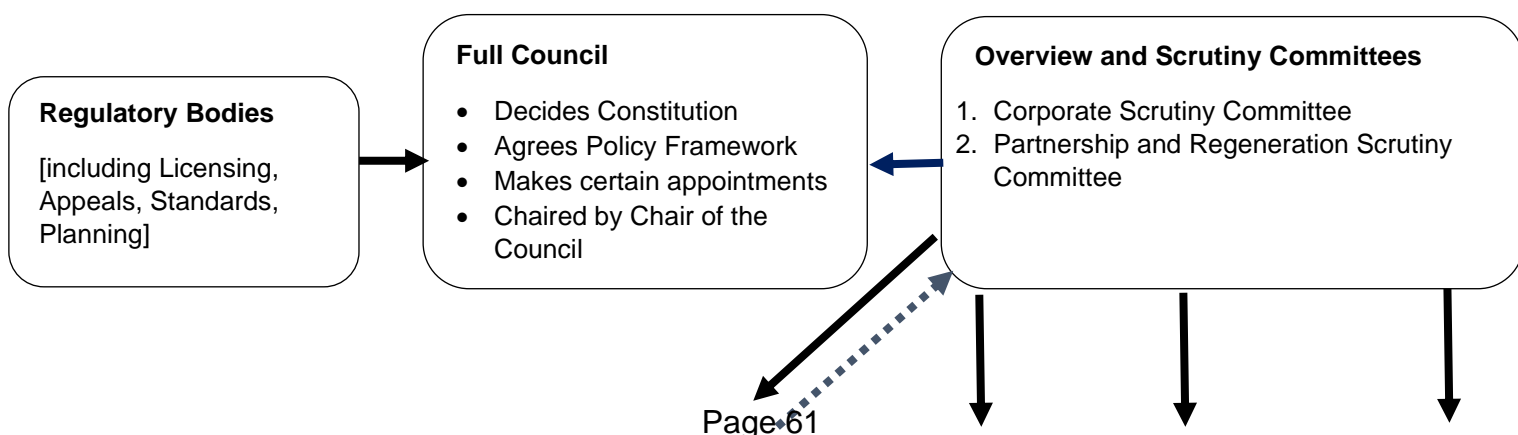 Regulatory Bodies
[including Licensing,
Appeals, Standards,
Planning]
Full Council
• Decides Constitution
• Agrees Policy Framework
• Makes certain appointments
• Chaired by Chair of the
Council
Overview and Scrutiny Committees
1. Corporate Scrutiny Committee
2. Partnership and Regeneration Scrutiny
Committee
Page 61